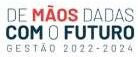 DE MÃOS DADAS
COM O FUTURO
GESTÃO 2022-2024